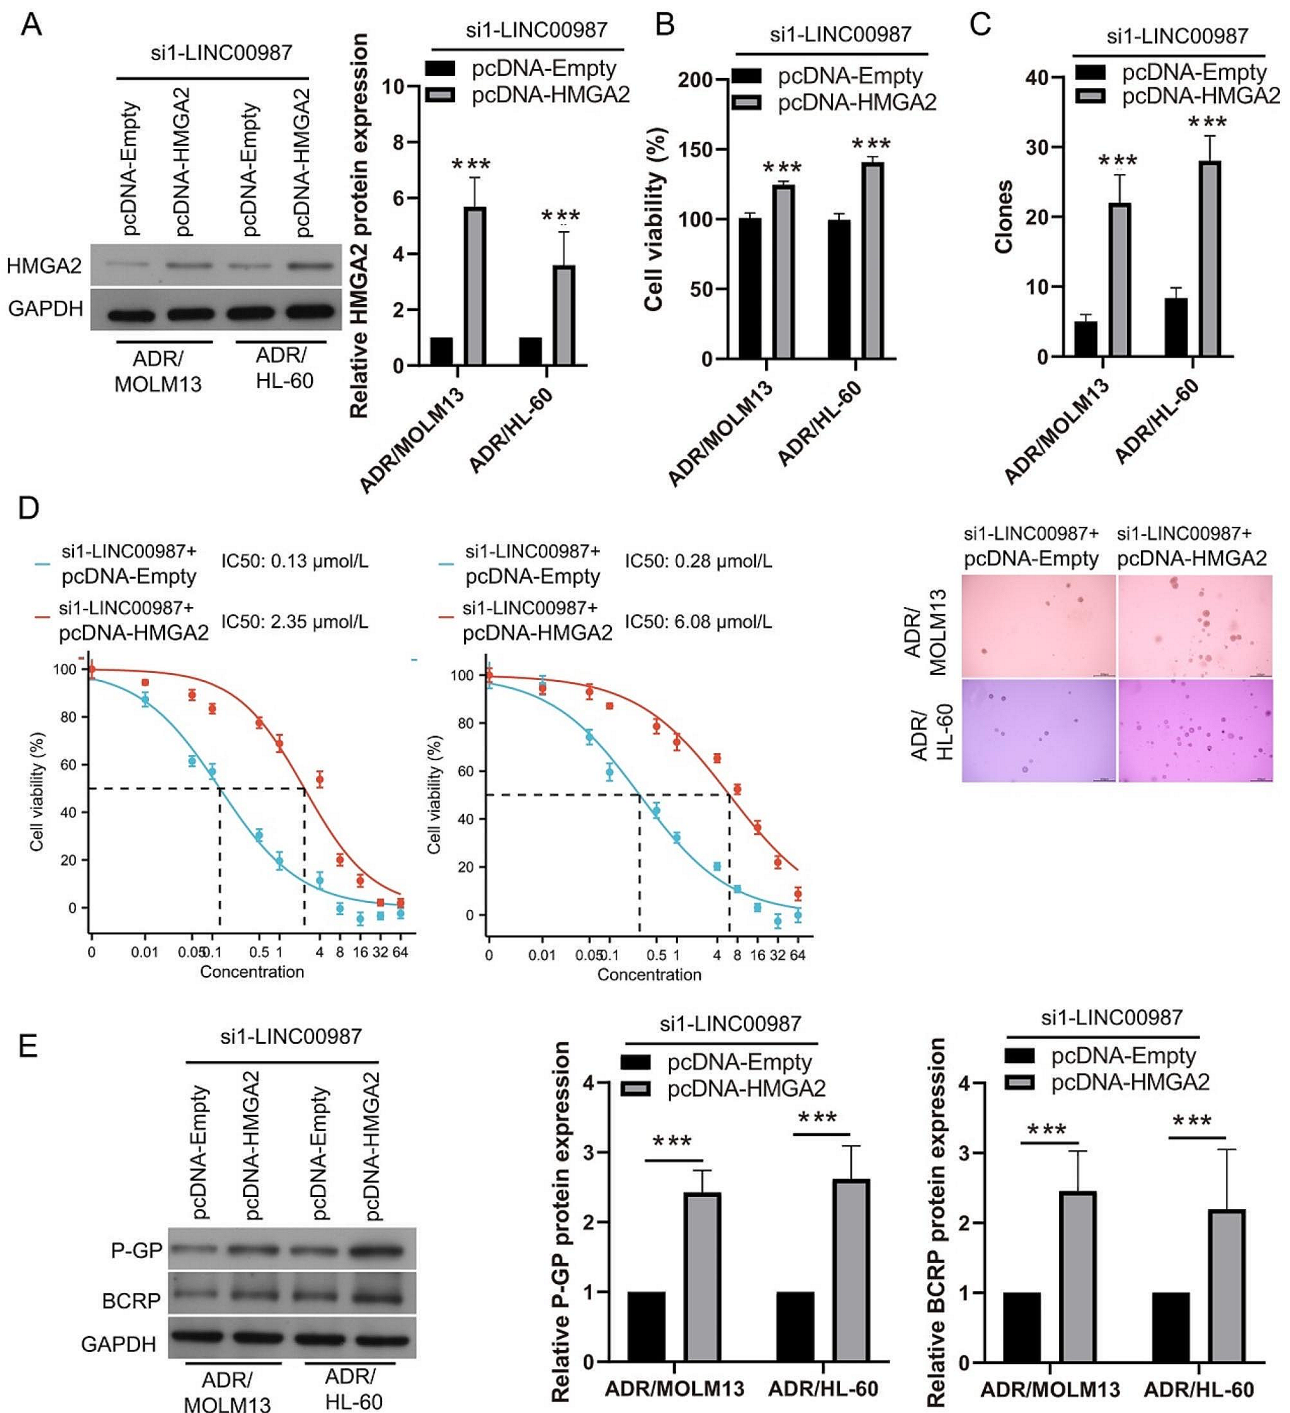 A
si1-LINC00987
pcDNA-Empty
pcDNA-HMGA2
pcDNA-Empty
pcDNA-HMGA2
HMGA2
GAPDH
ADR/
MOLM13
ADR/
HL-60
si1-LINC00987
pcDNA-Empty
pcDNA-HMGA2
Relative HMGA2 protein expression
10
8
6
4
2
0
***
***
ADR/MOLM13
ADR/HL-60
B
si1-LINC00987
pcDNA-Empty
pcDNA-HMGA2
Cell viability (%)
200
150
100
50
0
***
***
ADR/MOLM13
ADR/HL-60
C
si1-LINC00987
pcDNA-Empty
pcDNA-HMGA2
Clones
40
30
20
10
0
***
***
ADR/MOLM13
ADR/HL-60
si1-LINC00987+
pcDNA-Empty
si1-LINC00987+
pcDNA-HMGA2
ADR/
MOLM13
ADR/
HL-60
D
si1-LINC00987+
pcDNA-Empty
IC50: 0.13 μmol/L
si1-LINC00987+
pcDNA-HMGA2
IC50: 2.35 μmol/L
Cell viability (%)
100
80
60
40
20
0
0 0.01 0.05 0.1 0.5 1 4 8 16 32 64
Concentration
si1-LINC00987+
pcDNA-Empty
IC50: 0.28 μmol/L
si1-LINC00987+
pcDNA-HMGA2
IC50: 6.08 μmol/L
Cell viability (%)
100
80
60
40
20
0
0 0.01 0.05 0.1 0.5 1 4 8 16 32 64
Concentration
E
si1-LINC00987
pcDNA-Empty
pcDNA-HMGA2
pcDNA-Empty
pcDNA-HMGA2
P-GP
BCRP
GAPDH
ADR/
MOLM13
ADR/
HL-60
si1-LINC00987
pcDNA-Empty
pcDNA-HMGA2
Relative P-GP protein expression
4
3
2
1
0
***
***
ADR/MOLM13 ADR/HL-60
si1-LINC00987
pcDNA-Empty
pcDNA-HMGA2
Relative BCRP protein expression
4
3
2
1
0
***
***
ADR/MOLM13 ADR/HL-60